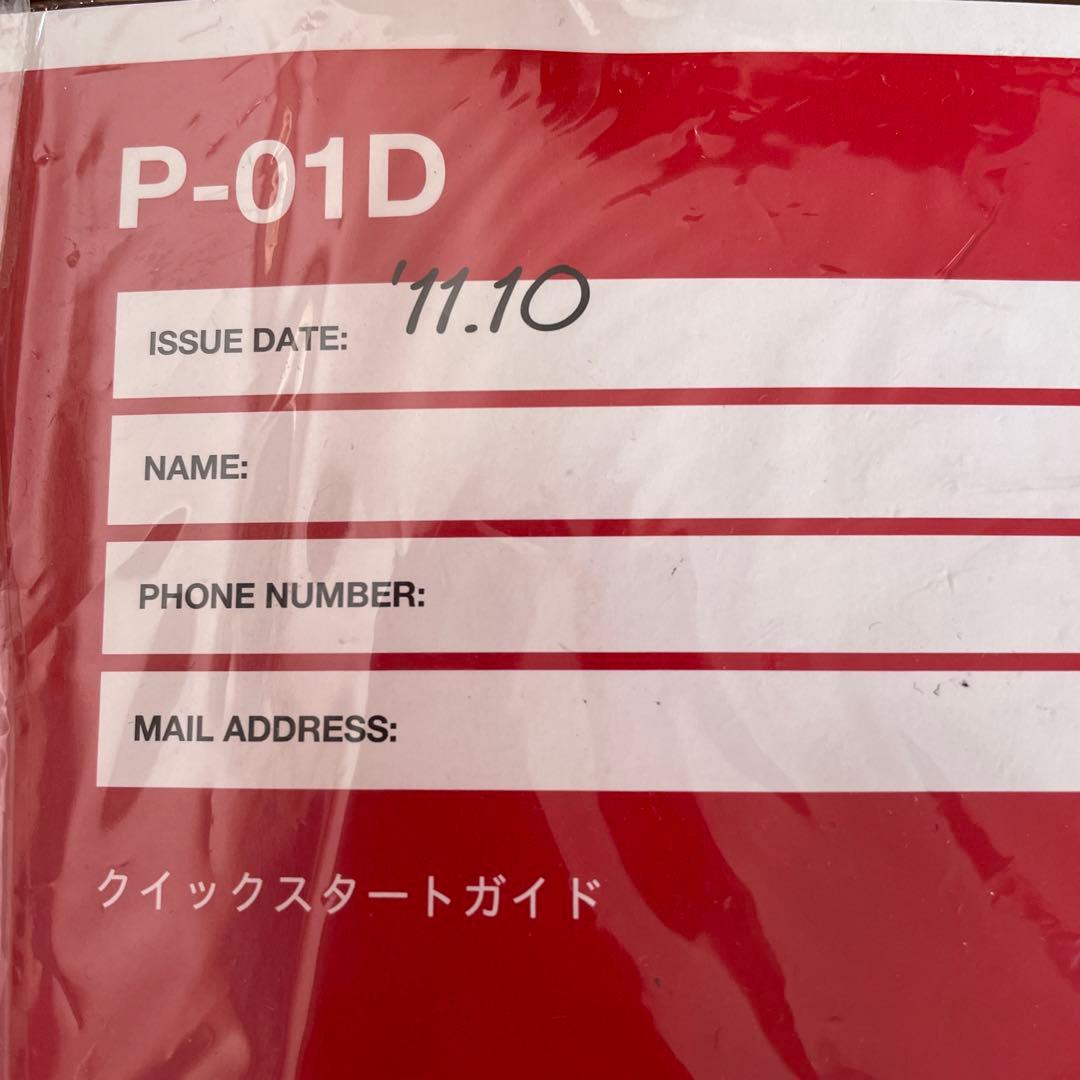 P-01D
ISSUE DATE: '11.10
NAME:
PHONE NUMBER:
MAIL ADDRESS:
クイックスタートガイド